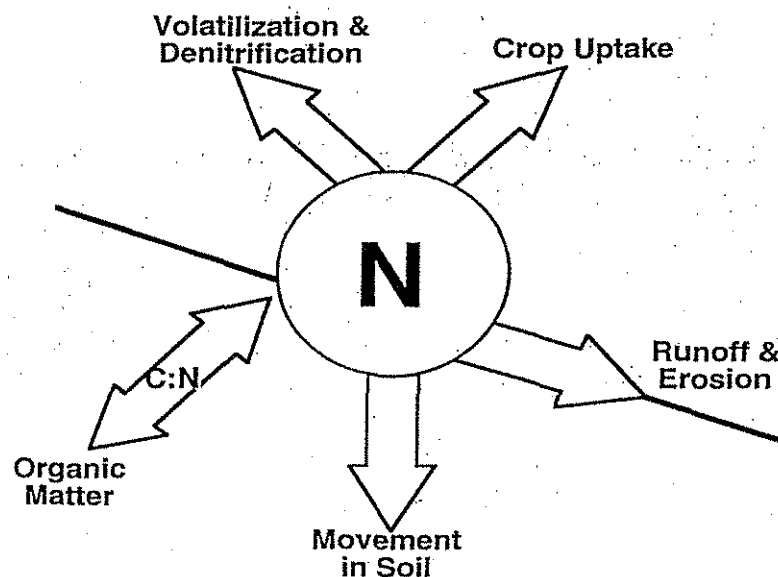 Volatilization &
Denitrification
Crop Uptake
N
Runoff &
Erosion
C:N
Organic
Matter
Movement
in Soil